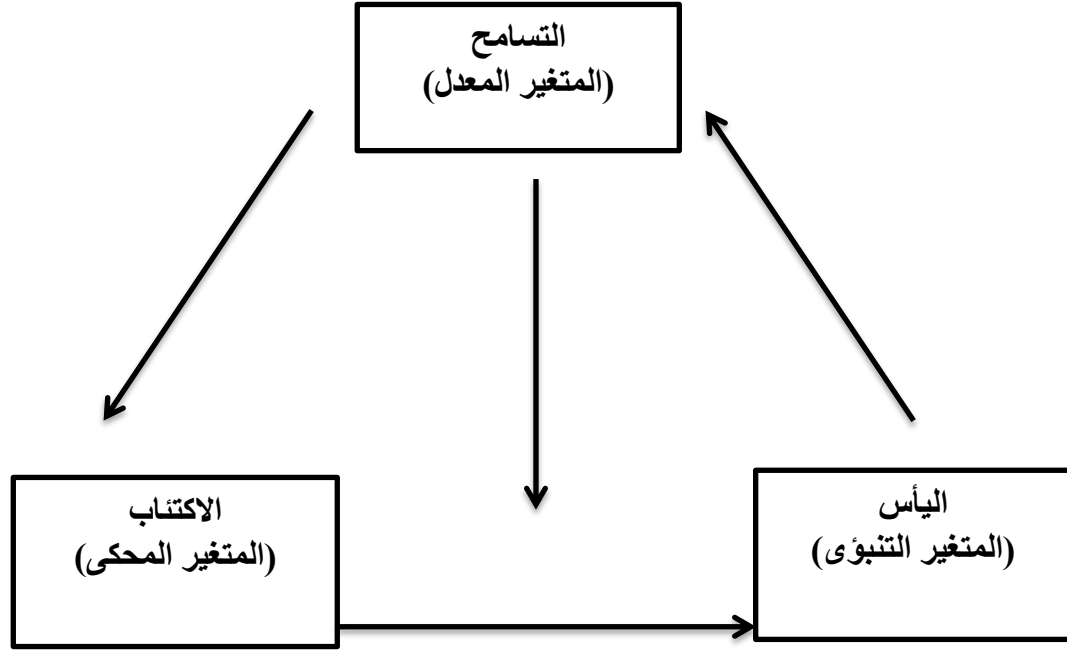 التسامح
(المتغير المعدل)
اليأس
(المتغير التنبؤى)
الاكتئاب
(المتغير المحكى)